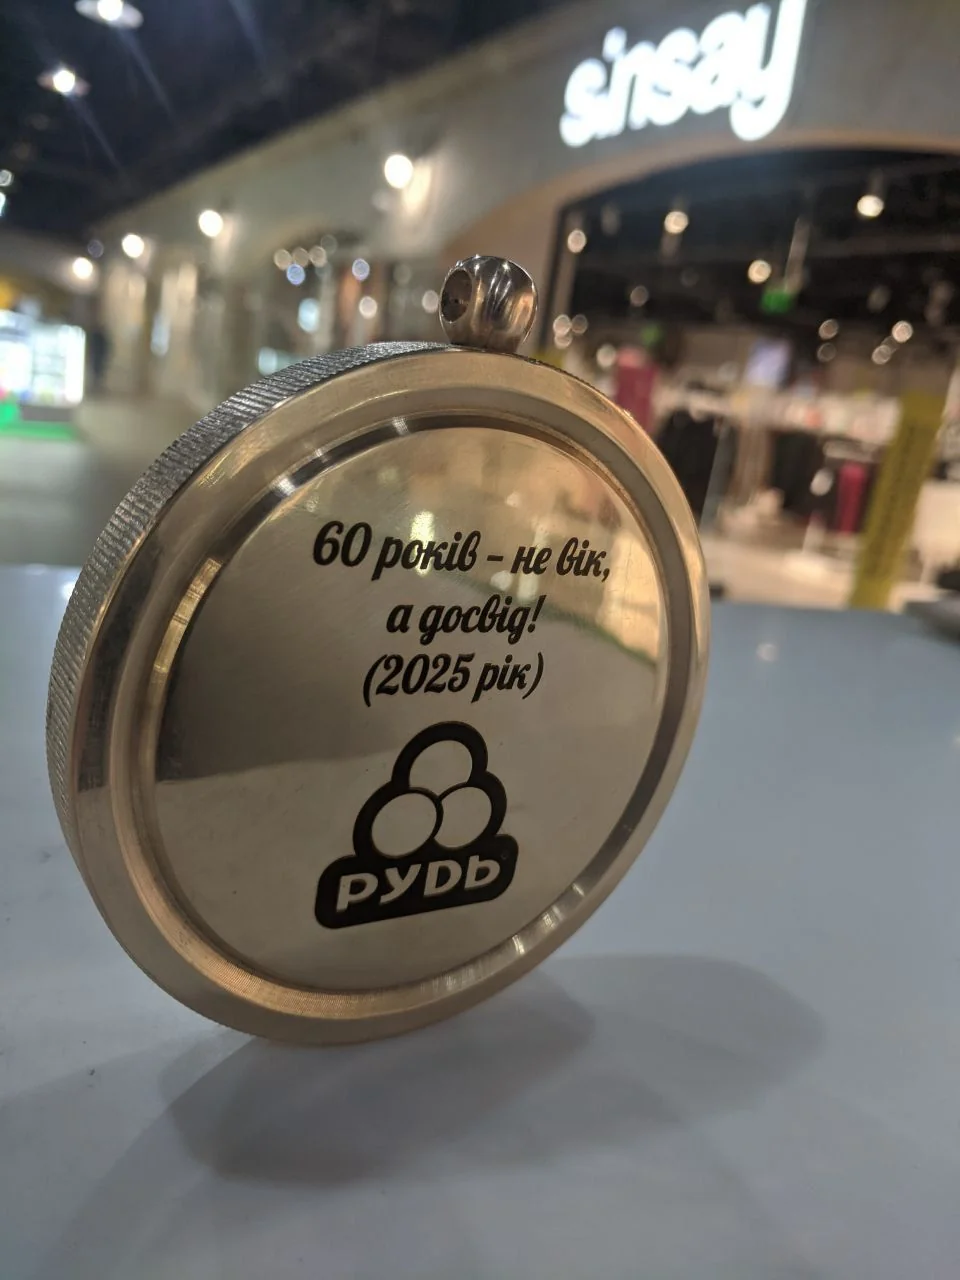 sinsay
60 років - не вік,
а досвід!
(2025 рік)
РУДЬ